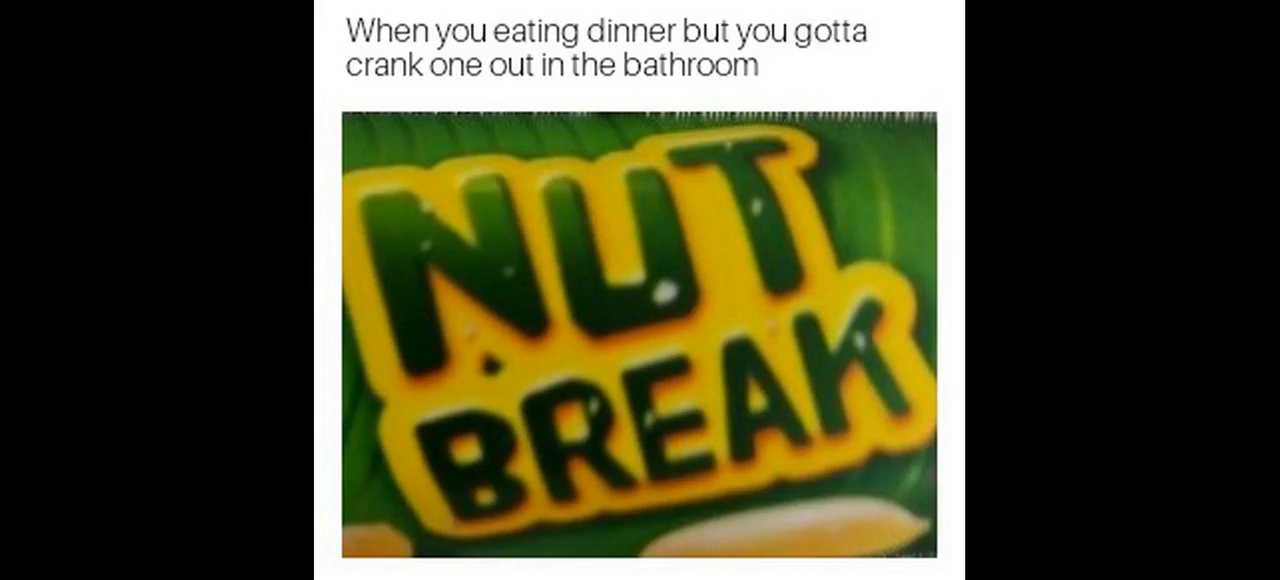 When you eating dinner but you gotta
crank one out in the bathroom
NUT
BREAK